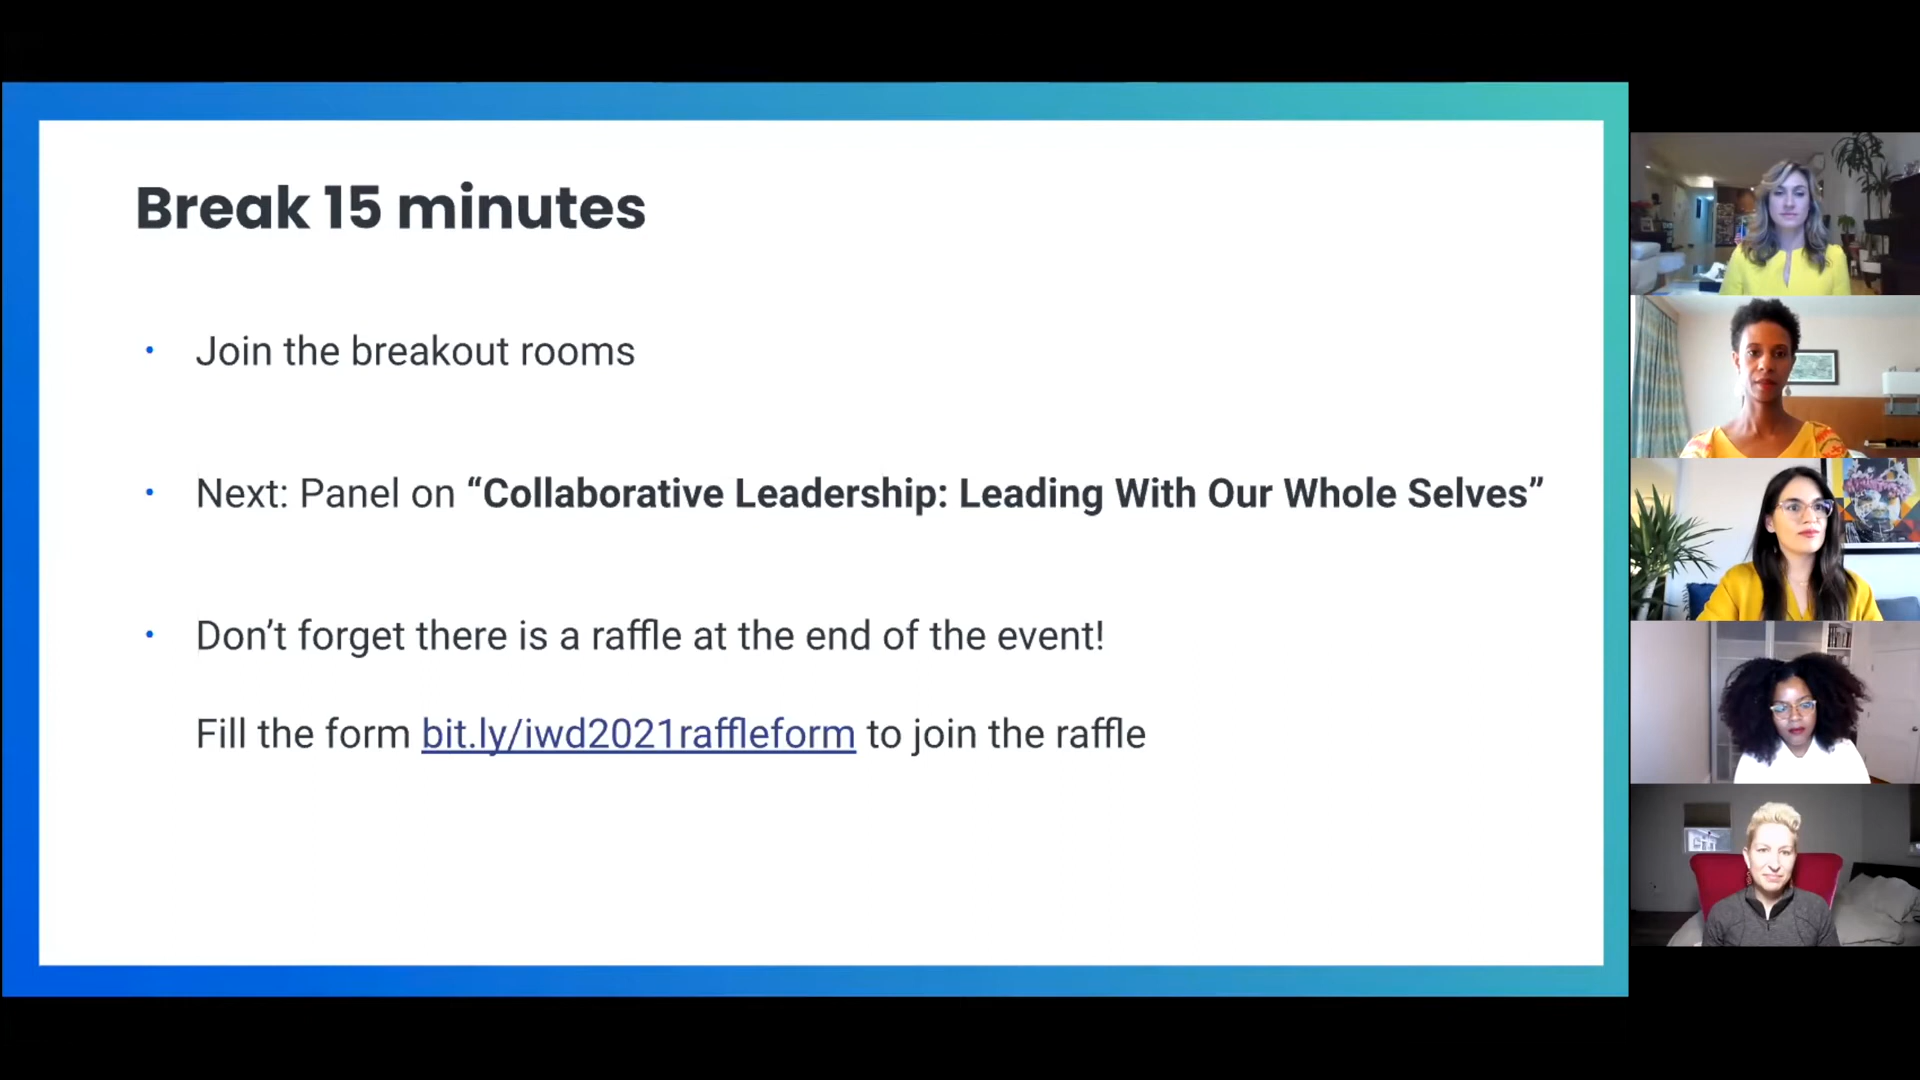 Break 15 minutes
Join the breakout rooms
Next: Panel on “Collaborative Leadership: Leading With Our Whole Selves”
Don’t forget there is a raffle at the end of the event!
Fill the form bit.ly/iwd2021raffleform to join the raffle